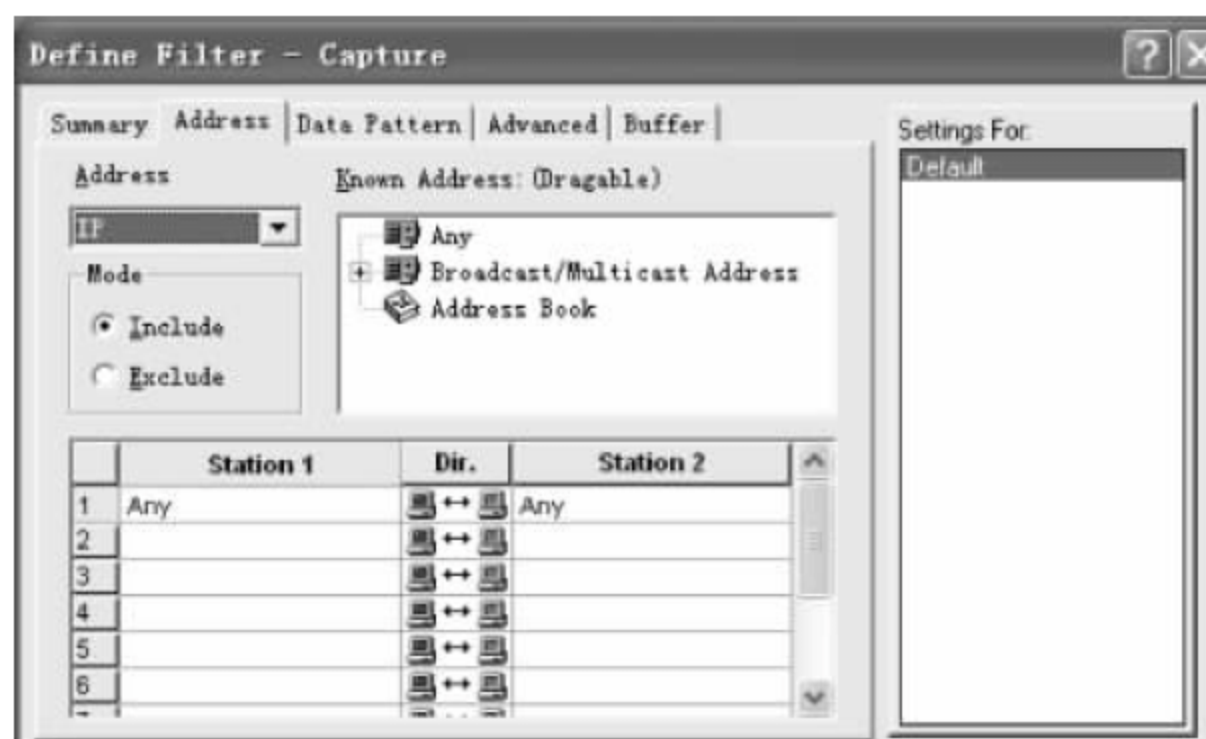 Define Filter - Capture
Summary Address Data Pattern Advanced Buffer
Address
Known Address: (Dragable)
IP
Any
Broadcast/Multicast Address
Address Book
Mode
Include
Exclude
Station 1 Dir. Station 2
1 Any Any
2
3
4
5
6
Settings For:
Default